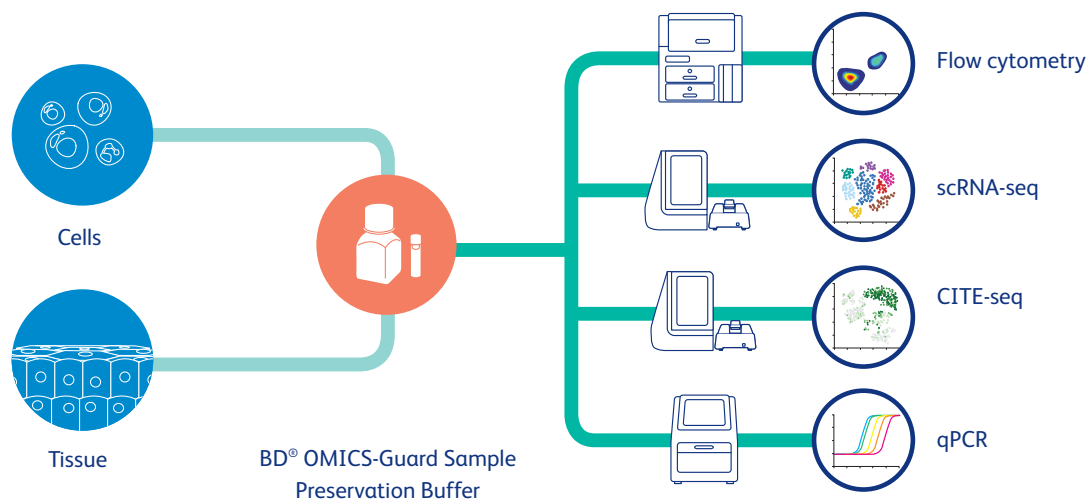 Cells
Tissue
BD® OMICS-Guard Sample
Preservation Buffer
Flow cytometry
scRNA-seq
CITE-seq
qPCR